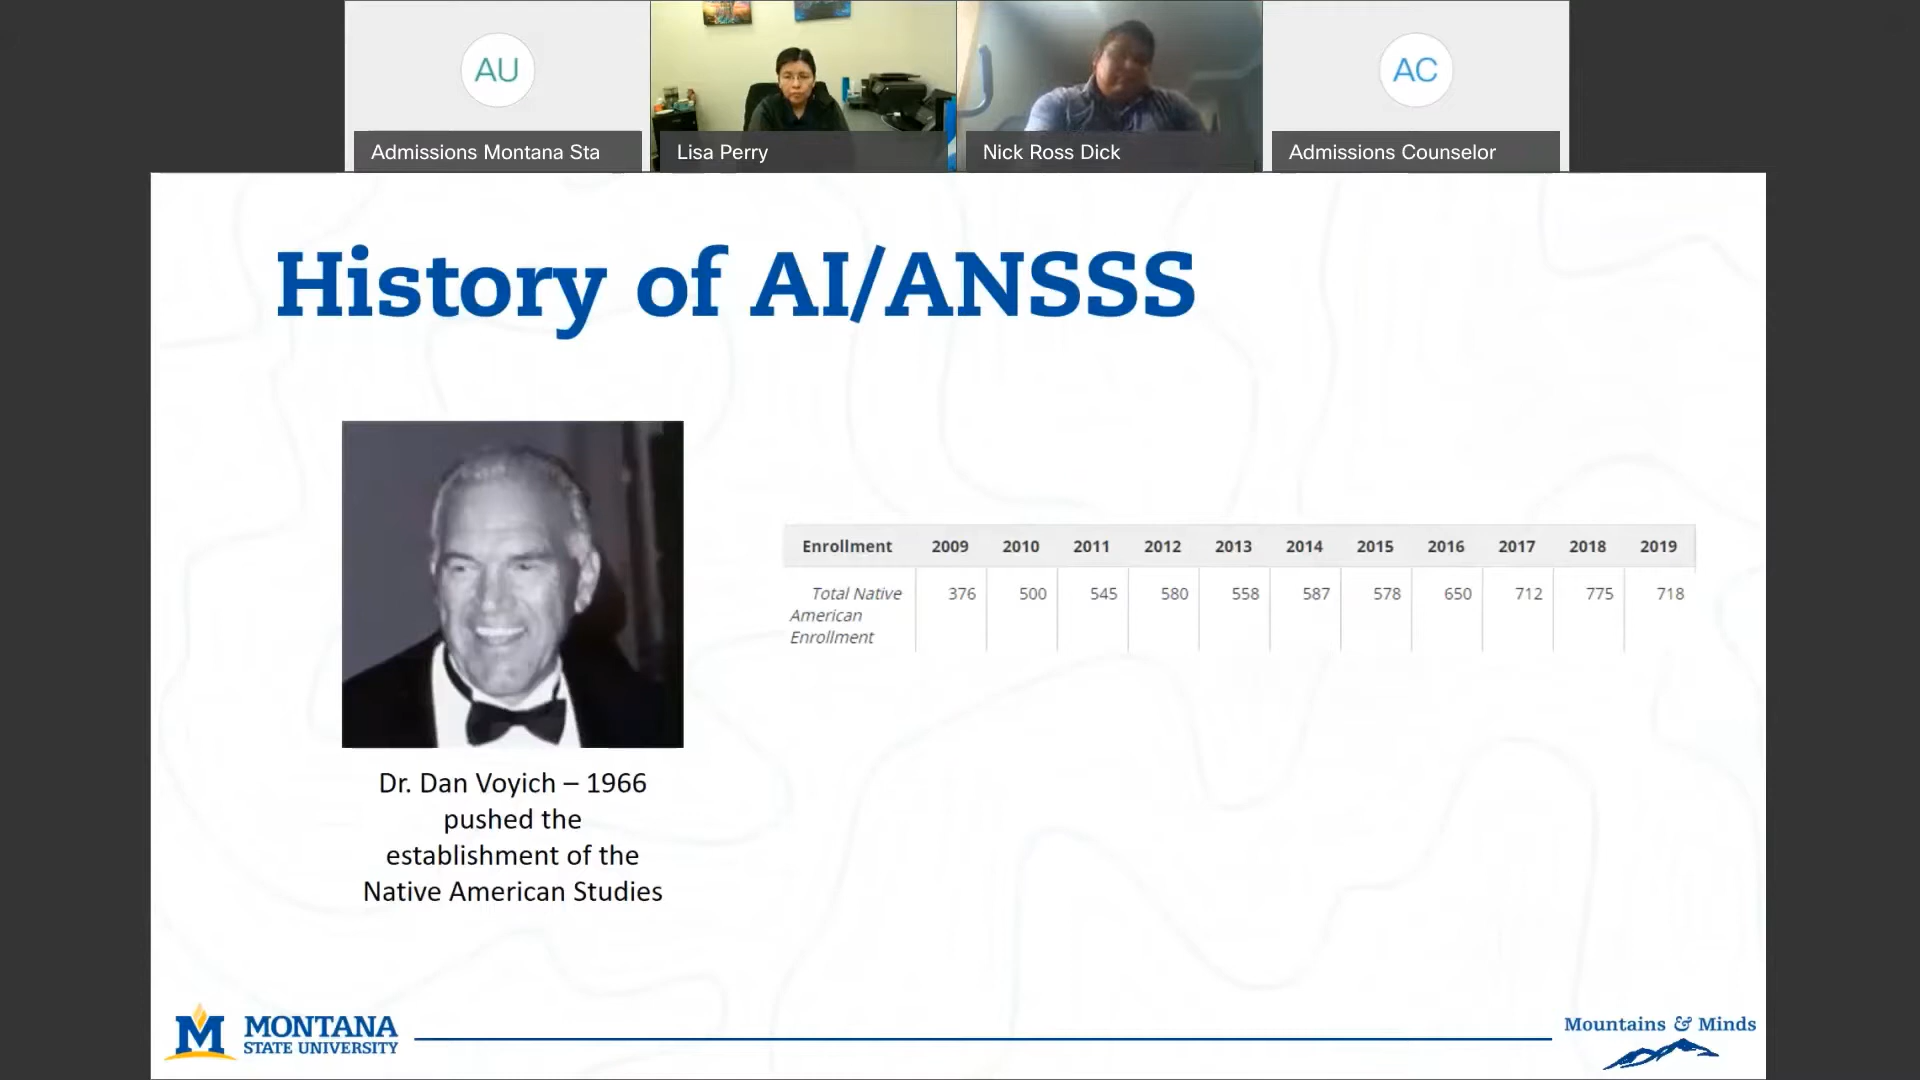 AU
AC
Admissions Montana Sta
Lisa Perry
Nick Ross Dick
Admissions Counselor
History of AI/ANSSS
Enrollment 2009 2010 2011 2012 2013 2014 2015 2016 2017 2018 2019
Total Native 376 500 545 580 558 587 578 650 712 775 718
American
Enrollment
Dr. Dan Voyich – 1966
pushed the
establishment of the
Native American Studies
M MONTANA
STATE UNIVERSITY
Mountains & Minds